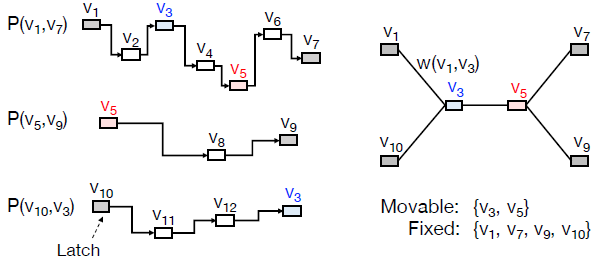 P(v1,v7) v1 v2 v3 v4 v5 v6 v7
P(v5,v9) v5 v8 v9
P(v10,v3) v10 v11 v12 v3
Latch
v1 v7
w(v1,v3)
v3 v5
v10 v9
Movable: {v3, v5}
Fixed: {v1, v7, v9, v10}